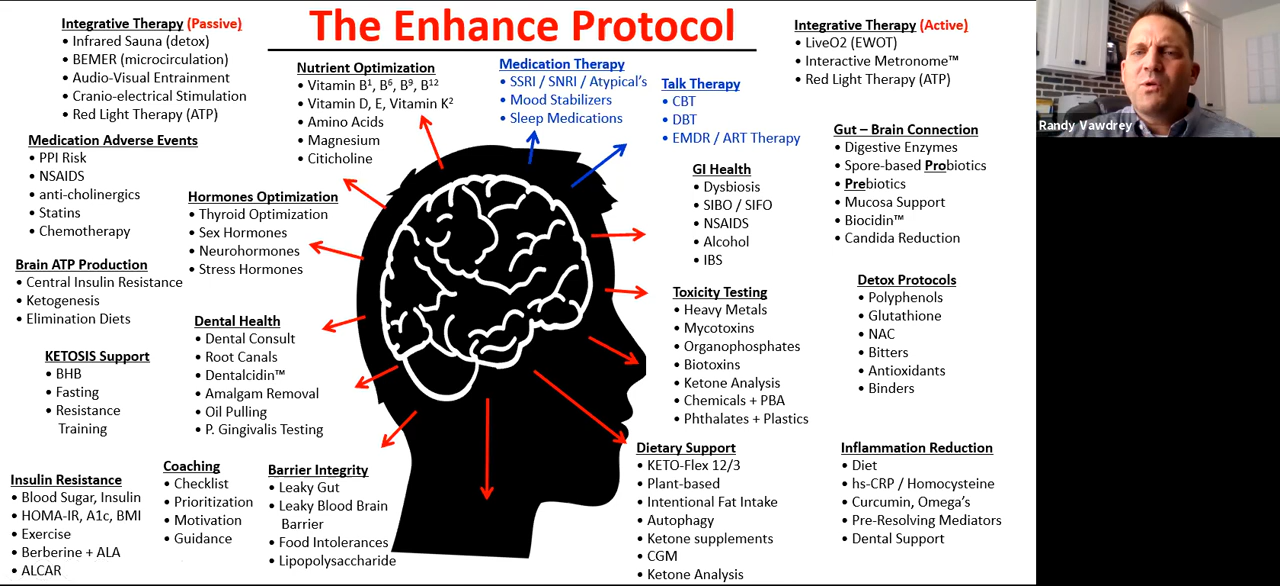 The Enhance Protocol
Integrative Therapy (Passive)
• Infrared Sauna (detox)
• BEMER (microcirculation)
• Audio-Visual Entrainment
• Cranio-electrical Stimulation
• Red Light Therapy (ATP)
Medication Adverse Events
• PPI Risk
• NSAIDS
• anti-cholinergics
• Statins
• Chemotherapy
Brain ATP Production
• Central Insulin Resistance
• Ketogenesis
• Elimination Diets
KETOSIS Support
• BHB
• Fasting
• Resistance
Training
Insulin Resistance
• Blood Sugar, Insulin
• HOMA-IR, A1c, BMI
• Exercise
• Berberine + ALA
• ALCAR
Nutrient Optimization
• Vitamin B¹, B⁶, B⁹, B¹²
• Vitamin D, E, Vitamin K²
• Amino Acids
• Magnesium
• Citicholine
Hormones Optimization
• Thyroid Optimization
• Sex Hormones
• Neurohormones
• Stress Hormones
Dental Health
• Dental Consult
• Root Canals
• Dentalcidin™
• Amalgam Removal
• Oil Pulling
• P. Gingivalis Testing
Coaching
• Checklist
• Prioritization
• Motivation
• Guidance
Barrier Integrity
• Leaky Gut
• Leaky Blood Brain
Barrier
• Food Intolerances
• Lipopolysaccharide
Medication Therapy
• SSRI / SNRI / Atypical's
• Mood Stabilizers
• Sleep Medications
Talk Therapy
• CBT
• DBT
• EMDR / ART Therapy
GI Health
• Dysbiosis
• SIBO / SIFO
• NSAIDS
• Alcohol
• IBS
Toxicity Testing
• Heavy Metals
• Mycotoxins
• Organophosphates
• Biotoxins
• Ketone Analysis
• Chemicals + PBA
• Phthalates + Plastics
Dietary Support
• KETO-Flex 12/3
• Plant-based
• Intentional Fat Intake
• Autophagy
• Ketone supplements
• CGM
• Ketone Analysis
Integrative Therapy (Active)
• LiveO2 (EWOT)
• Interactive Metronome™
• Red Light Therapy (ATP)
Gut – Brain Connection
• Digestive Enzymes
• Spore-based Probiotics
• Prebiotics
• Mucosa Support
• Biocidin™
• Candida Reduction
Detox Protocols
• Polyphenols
• Glutathione
• NAC
• Bitters
• Antioxidants
• Binders
Inflammation Reduction
• Diet
• hs-CRP / Homocysteine
• Curcumin, Omega's
• Pre-Resolving Mediators
• Dental Support
Randy Vawdrey